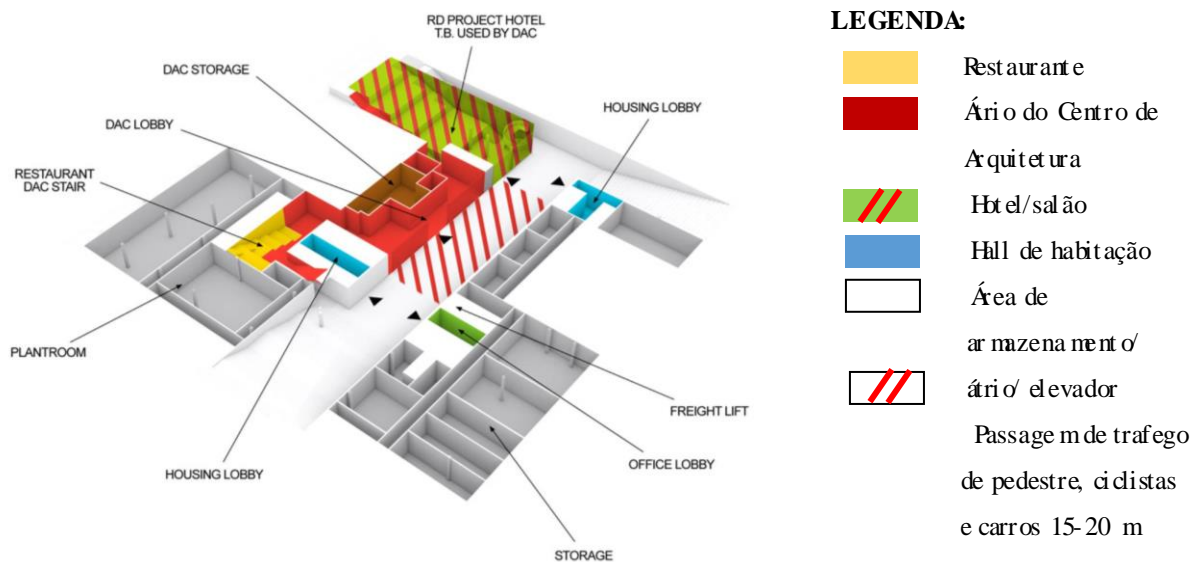 RD PROJECT HOTEL
T.B. USED BY DAC
DAC STORAGE
HOUSING LOBBY
DAC LOBBY
RESTAURANT
DAC STAIR
PLANTROOM
FREIGHT LIFT
OFFICE LOBBY
HOUSING LOBBY
STORAGE
LEGENDA:
Restaurante
Átrio do Centro de
Arquitetura
Hotel/salão
Hall de habitação
Área de
armazenamento/
átrio/ elevador
Passagem de trafego
de pedestre, ciclistas
e carros 15-20 m